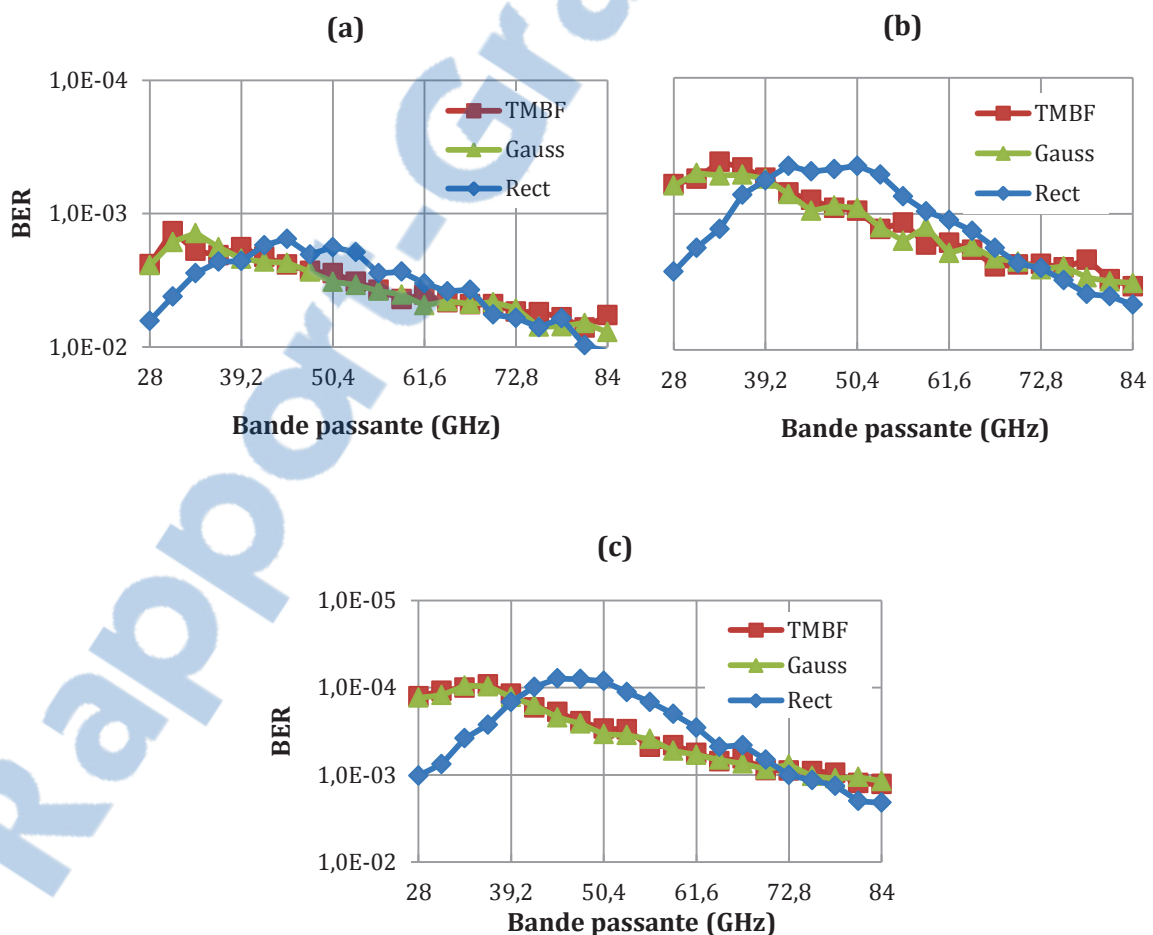 (a)
1,0E-04
1,0E-03
1,0E-02
BER
TMBF
Gauss
Rect
28 39,2 50,4 61,6 72,8 84
Bande passante (GHz)
(b)
TMBF
Gauss
Rect
28 39,2 50,4 61,6 72,8 84
Bande passante (GHz)
(c)
1,0E-05
1,0E-04
1,0E-03
1,0E-02
BER
TMBF
Gauss
Rect
28 39,2 50,4 61,6 72,8 84
Bande passante (GHz)
Rapport-Gra